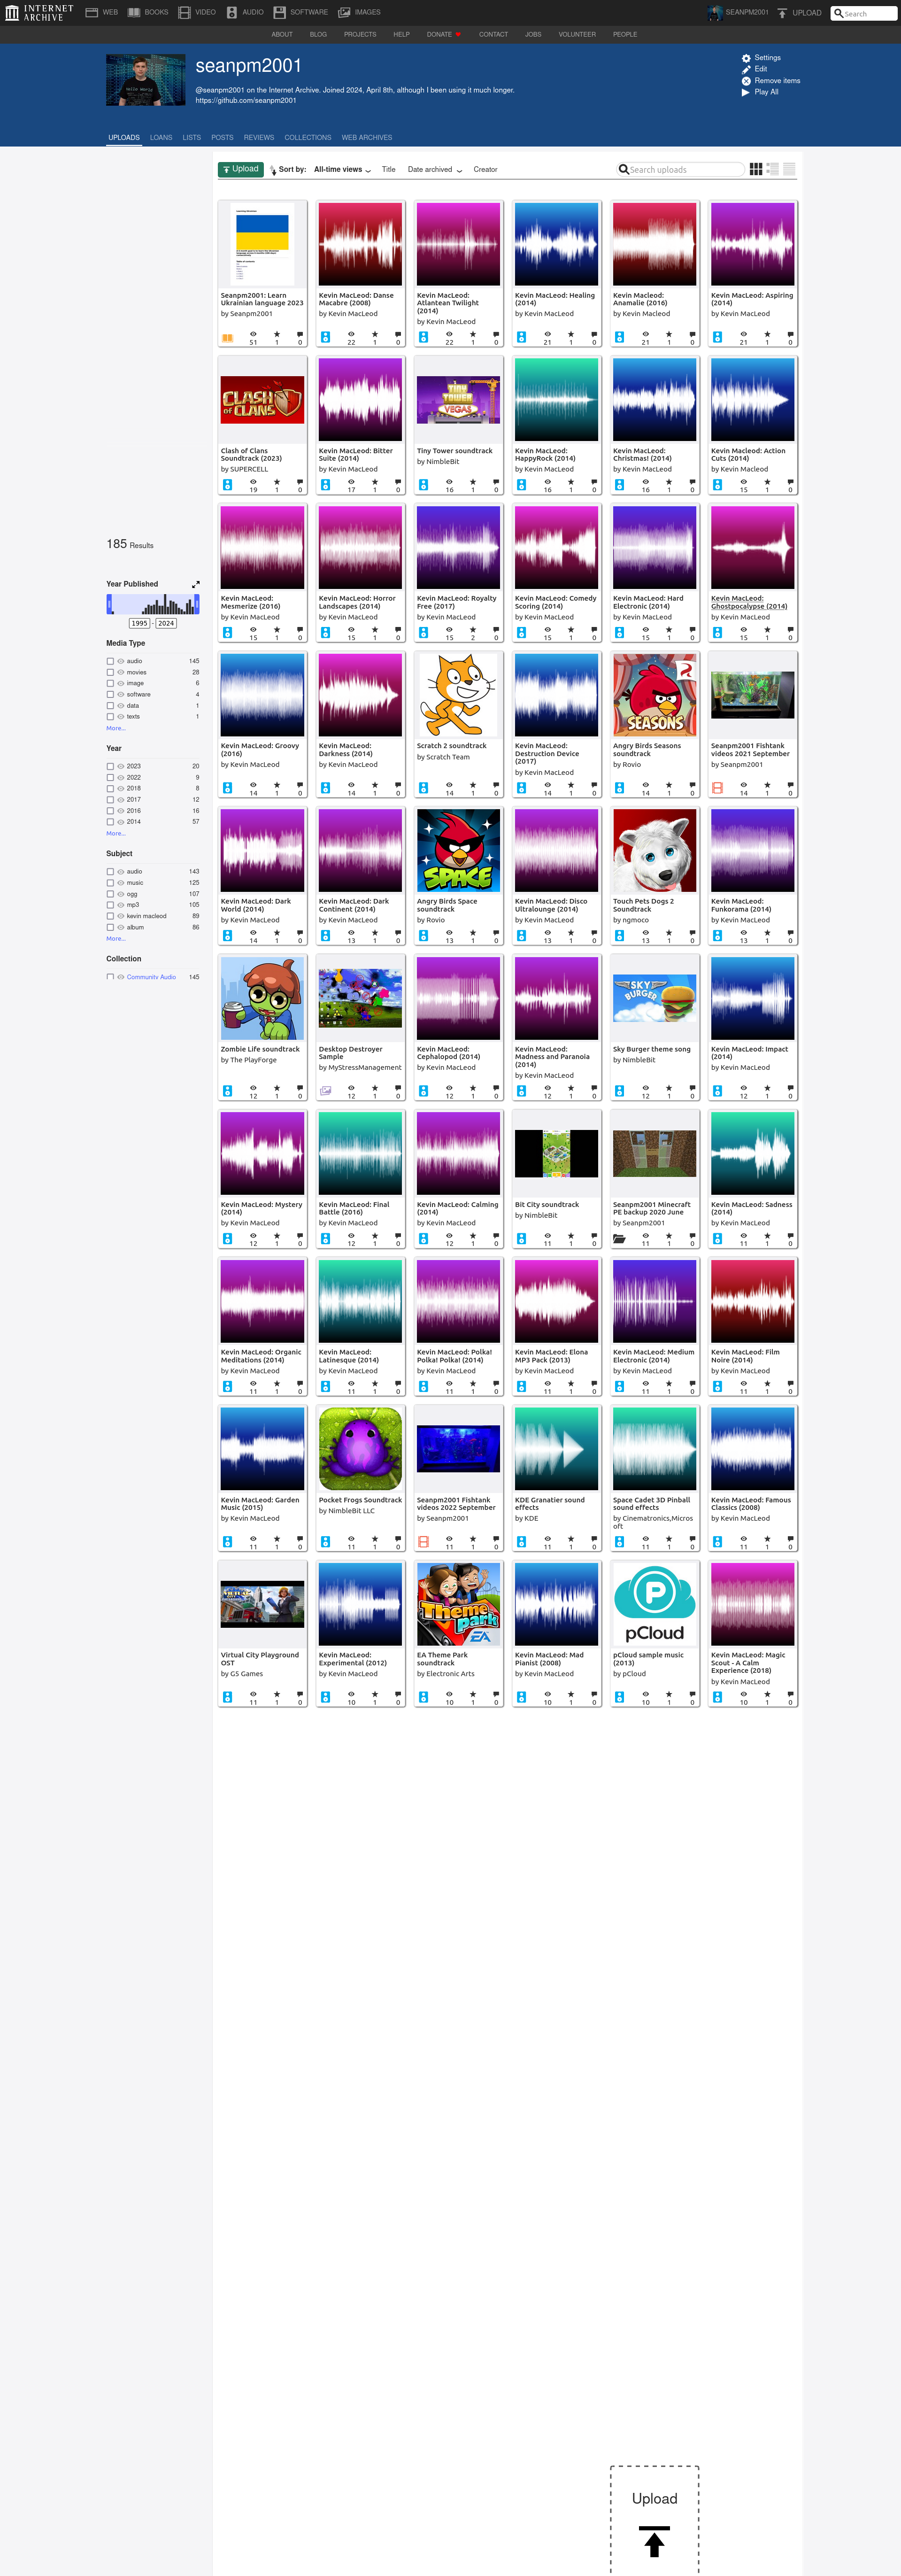 INTERNET
ARCHIVE
WEB
BOOKS
VIDEO
AUDIO
SOFTWARE
IMAGES
SEANPM2001
UPLOAD
Search
ABOUT
BLOG
PROJECTS
HELP
DONATE
CONTACT
JOBS
VOLUNTEER
PEOPLE
seanpm2001
@seanpm2001 on the Internet Archive. Joined 2024, April 8th, although I been using it much longer.
https://github.com/seanpm2001
Settings
Edit
Remove items
Play All
UPLOADS
LOANS
LISTS
POSTS
REVIEWS
COLLECTIONS
WEB ARCHIVES
Upload
Sort by:
All-time views
Title
Date archived
Creator
Search uploads
185 Results
Year Published
1995 - 2024
Media Type
audio 145
movies 28
image 6
software 4
data 1
texts 1
More...
Year
2023 20
2022 9
2018 8
2017 12
2016 16
2014 57
More...
Subject
audio 143
music 125
ogg 107
mp3 105
kevin macleod 89
album 86
More...
Collection
Community Audio 145
Seanpm2001: Learn
Ukrainian language 2023
by Seanpm2001
51 1 0
Kevin MacLeod: Danse
Macabre (2008)
by Kevin MacLeod
22 1 0
Kevin MacLeod:
Atlantean Twilight
(2014)
by Kevin MacLeod
22 1 0
Kevin MacLeod: Healing
(2014)
by Kevin MacLeod
21 1 0
Kevin Macleod:
Anamalie (2016)
by Kevin Macleod
21 1 0
Kevin MacLeod: Aspiring
(2014)
by Kevin MacLeod
21 1 0
CLASH
OF CLANS
Clash of Clans
Soundtrack (2023)
by SUPERCELL
19 1 0
Kevin MacLeod: Bitter
Suite (2014)
by Kevin MacLeod
17 1 0
TINY
TOWER
VEGAS
Tiny Tower soundtrack
by NimbleBit
16 1 0
Kevin MacLeod:
HappyRock (2014)
by Kevin MacLeod
16 1 0
Kevin MacLeod:
Christmas! (2014)
by Kevin MacLeod
16 1 0
Kevin Macleod: Action
Cuts (2014)
by Kevin Macleod
15 1 0
Kevin MacLeod:
Mesmerize (2016)
by Kevin MacLeod
15 1 0
Kevin MacLeod: Horror
Landscapes (2014)
by Kevin MacLeod
15 1 0
Kevin MacLeod: Royalty
Free (2017)
by Kevin MacLeod
15 2 0
Kevin MacLeod: Comedy
Scoring (2014)
by Kevin MacLeod
15 1 0
Kevin MacLeod: Hard
Electronic (2014)
by Kevin MacLeod
15 1 0
Kevin MacLeod:
Ghostpocalypse (2014)
by Kevin MacLeod
15 1 0
Kevin MacLeod: Groovy
(2016)
by Kevin MacLeod
14 1 0
Kevin MacLeod:
Darkness (2014)
by Kevin MacLeod
14 1 0
Scratch 2 soundtrack
by Scratch Team
14 1 0
Kevin MacLeod:
Destruction Device
(2017)
by Kevin MacLeod
14 1 0
SEASONS
Angry Birds Seasons
soundtrack
by Rovio
14 1 0
Seanpm2001 Fishtank
videos 2021 September
by Seanpm2001
14 1 0
Kevin MacLeod: Dark
World (2014)
by Kevin MacLeod
14 1 0
Kevin MacLeod: Dark
Continent (2014)
by Kevin MacLeod
13 1 0
SPACE
Angry Birds Space
soundtrack
by Rovio
13 1 0
Kevin MacLeod: Disco
Ultralounge (2014)
by Kevin MacLeod
13 1 0
Touch Pets Dogs 2
Soundtrack
by ngmoco
13 1 0
Kevin MacLeod:
Funkorama (2014)
by Kevin MacLeod
13 1 0
Zombie Life soundtrack
by The PlayForge
12 1 0
Desktop Destroyer
Sample
by MyStressManagement
12 1 0
Kevin MacLeod:
Cephalopod (2014)
by Kevin MacLeod
12 1 0
Kevin MacLeod:
Madness and Paranoia
(2014)
by Kevin MacLeod
12 1 0
SKY
BURGER
Sky Burger theme song
by NimbleBit
12 1 0
Kevin MacLeod: Impact
(2014)
by Kevin MacLeod
12 1 0
Kevin MacLeod: Mystery
(2014)
by Kevin MacLeod
12 1 0
Kevin MacLeod: Final
Battle (2016)
by Kevin MacLeod
12 1 0
Kevin MacLeod: Calming
(2014)
by Kevin MacLeod
12 1 0
Bit City soundtrack
by NimbleBit
11 1 0
Seanpm2001 Minecraft
PE backup 2020 June
by Seanpm2001
11 1 0
Kevin MacLeod: Sadness
(2014)
by Kevin MacLeod
11 1 0
Kevin MacLeod: Organic
Meditations (2014)
by Kevin MacLeod
11 1 0
Kevin MacLeod:
Latinesque (2014)
by Kevin MacLeod
11 1 0
Kevin MacLeod: Polka!
Polka! Polka! (2014)
by Kevin MacLeod
11 1 0
Kevin MacLeod: Elona
MP3 Pack (2013)
by Kevin MacLeod
11 1 0
Kevin MacLeod: Medium
Electronic (2014)
by Kevin MacLeod
11 1 0
Kevin MacLeod: Film
Noire (2014)
by Kevin MacLeod
11 1 0
Kevin MacLeod: Garden
Music (2015)
by Kevin MacLeod
11 1 0
Pocket Frogs Soundtrack
by NimbleBit LLC
11 1 0
Seanpm2001 Fishtank
videos 2022 September
by Seanpm2001
11 1 0
KDE Granatier sound
effects
by KDE
11 1 0
Space Cadet 3D Pinball
sound effects
by Cinematronics,Micros
oft
11 1 0
Kevin MacLeod: Famous
Classics (2008)
by Kevin MacLeod
11 1 0
Virtual City Playground
OST
by G5 Games
11 1 0
Kevin MacLeod:
Experimental (2012)
by Kevin MacLeod
10 1 0
Theme
Park
EA
EA Theme Park
soundtrack
by Electronic Arts
10 1 0
Kevin MacLeod: Mad
Pianist (2008)
by Kevin MacLeod
10 1 0
P
pCloud
pCloud sample music
(2013)
by pCloud
10 1 0
Kevin MacLeod: Magic
Scout - A Calm
Experience (2018)
by Kevin MacLeod
10 1 0
Upload